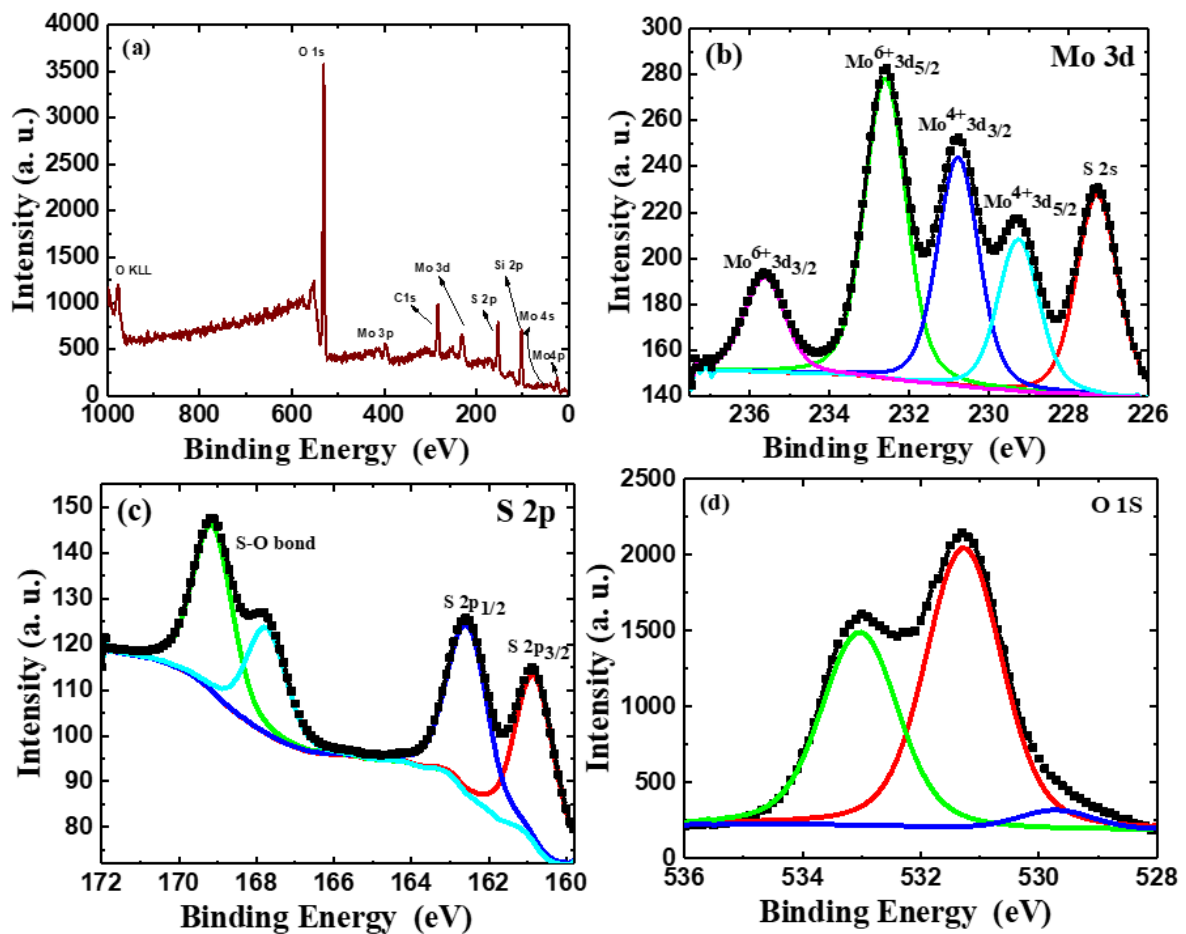 (a)
O 1s
O KLL
Mo 3p
C1s
Mo 3d
S 2p
Si 2p
Mo 4s
Mo4p
4000
3500
3000
2500
2000
1500
1000
500
0
1000 800 600 400 200 0
Intensity (a. u.)
Binding Energy (eV)
(b)
Mo 3d
Mo6+3d3/2
Mo6+3d5/2
Mo4+3d3/2
Mo4+3d5/2
S 2s
300
280
260
240
220
200
180
160
140
236 234 232 230 228 226
Intensity (a. u.)
Binding Energy (eV)
(c)
S 2p
S-O bond
S 2p1/2
S 2p3/2
150
140
130
120
110
100
90
80
172 170 168 166 164 162 160
Intensity (a. u.)
Binding Energy (eV)
(d)
O 1S
2500
2000
1500
1000
500
0
536 534 532 530 528
Intensity (a. u.)
Binding Energy (eV)